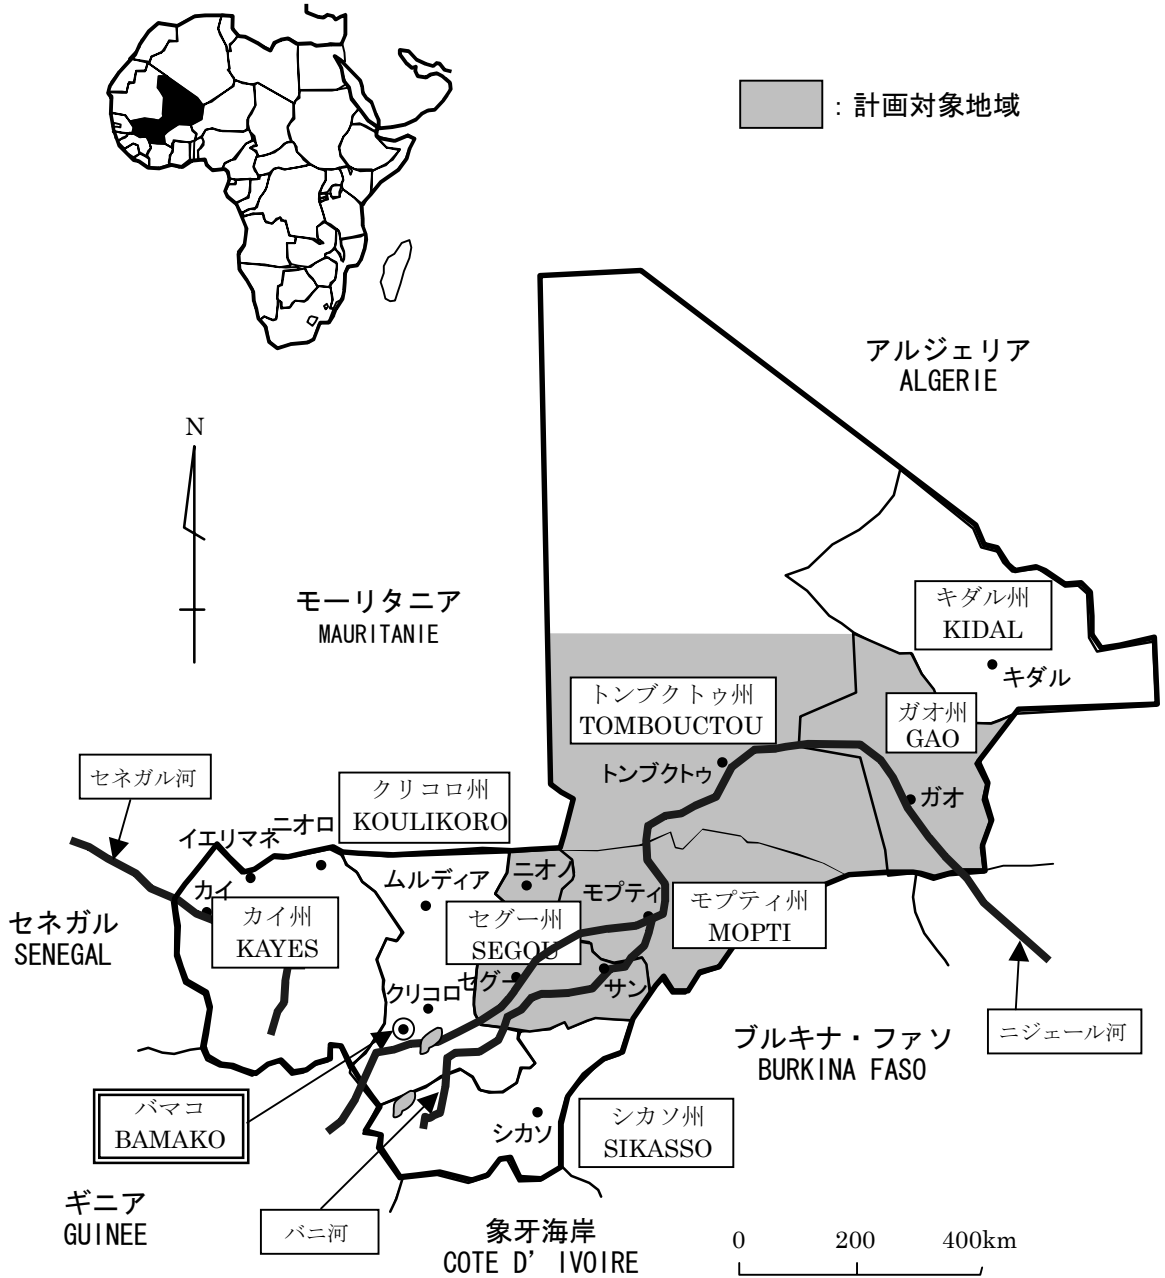 ：計画対象地域
アルジェリア
ALGERIE
N
モーリタニア
MAURITANIE
キダル州
KIDAL
キダル
トンブクトゥ州
TOMBOUCTOU
ガオ州
GAO
トンブクトゥ
ガオ
セネガル河
クリコロ州
KOULIKORO
ニオロ
イエリマネ
ムルディア
ニオノ
モプティ
カイ
カイ州
KAYES
セグー州
SEGOU
モプティ州
MOPTI
セネガル
SENEGAL
セグー
サン
クリコロ
ブルキナ・ファソ
BURKINA FASO
ニジェール河
バマコ
BAMAKO
シカソ
シカソ州
SIKASSO
ギニア
GUINEE
バニ河
象牙海岸
COTE D’ IVOIRE
0 200 400km